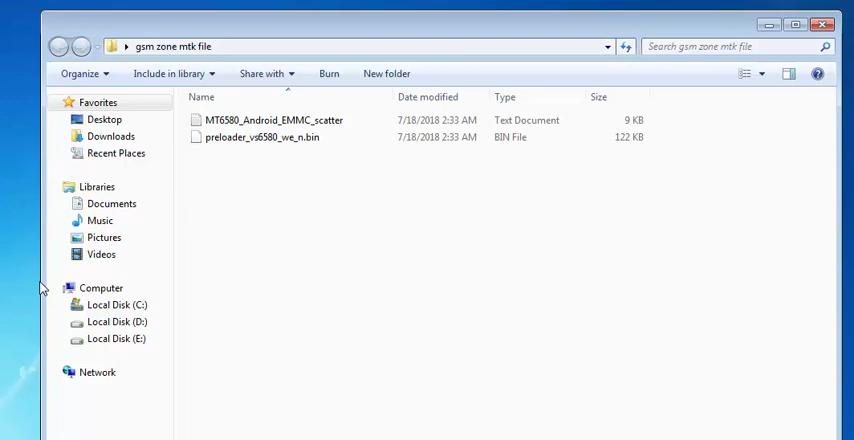 gsm zone mtk file
Search gsm zone mtk file
Organize Include in library Share with Burn New folder
Name Date modified Type Size
MT6580_Android_EMMC_scatter 7/18/2018 2:33 AM Text Document 9 KB
preloader_vs6580_we_n.bin 7/18/2018 2:33 AM BIN File 122 KB
Favorites
Desktop
Downloads
Recent Places
Libraries
Documents
Music
Pictures
Videos
Computer
Local Disk (C:)
Local Disk (D:)
Local Disk (E:)
Network